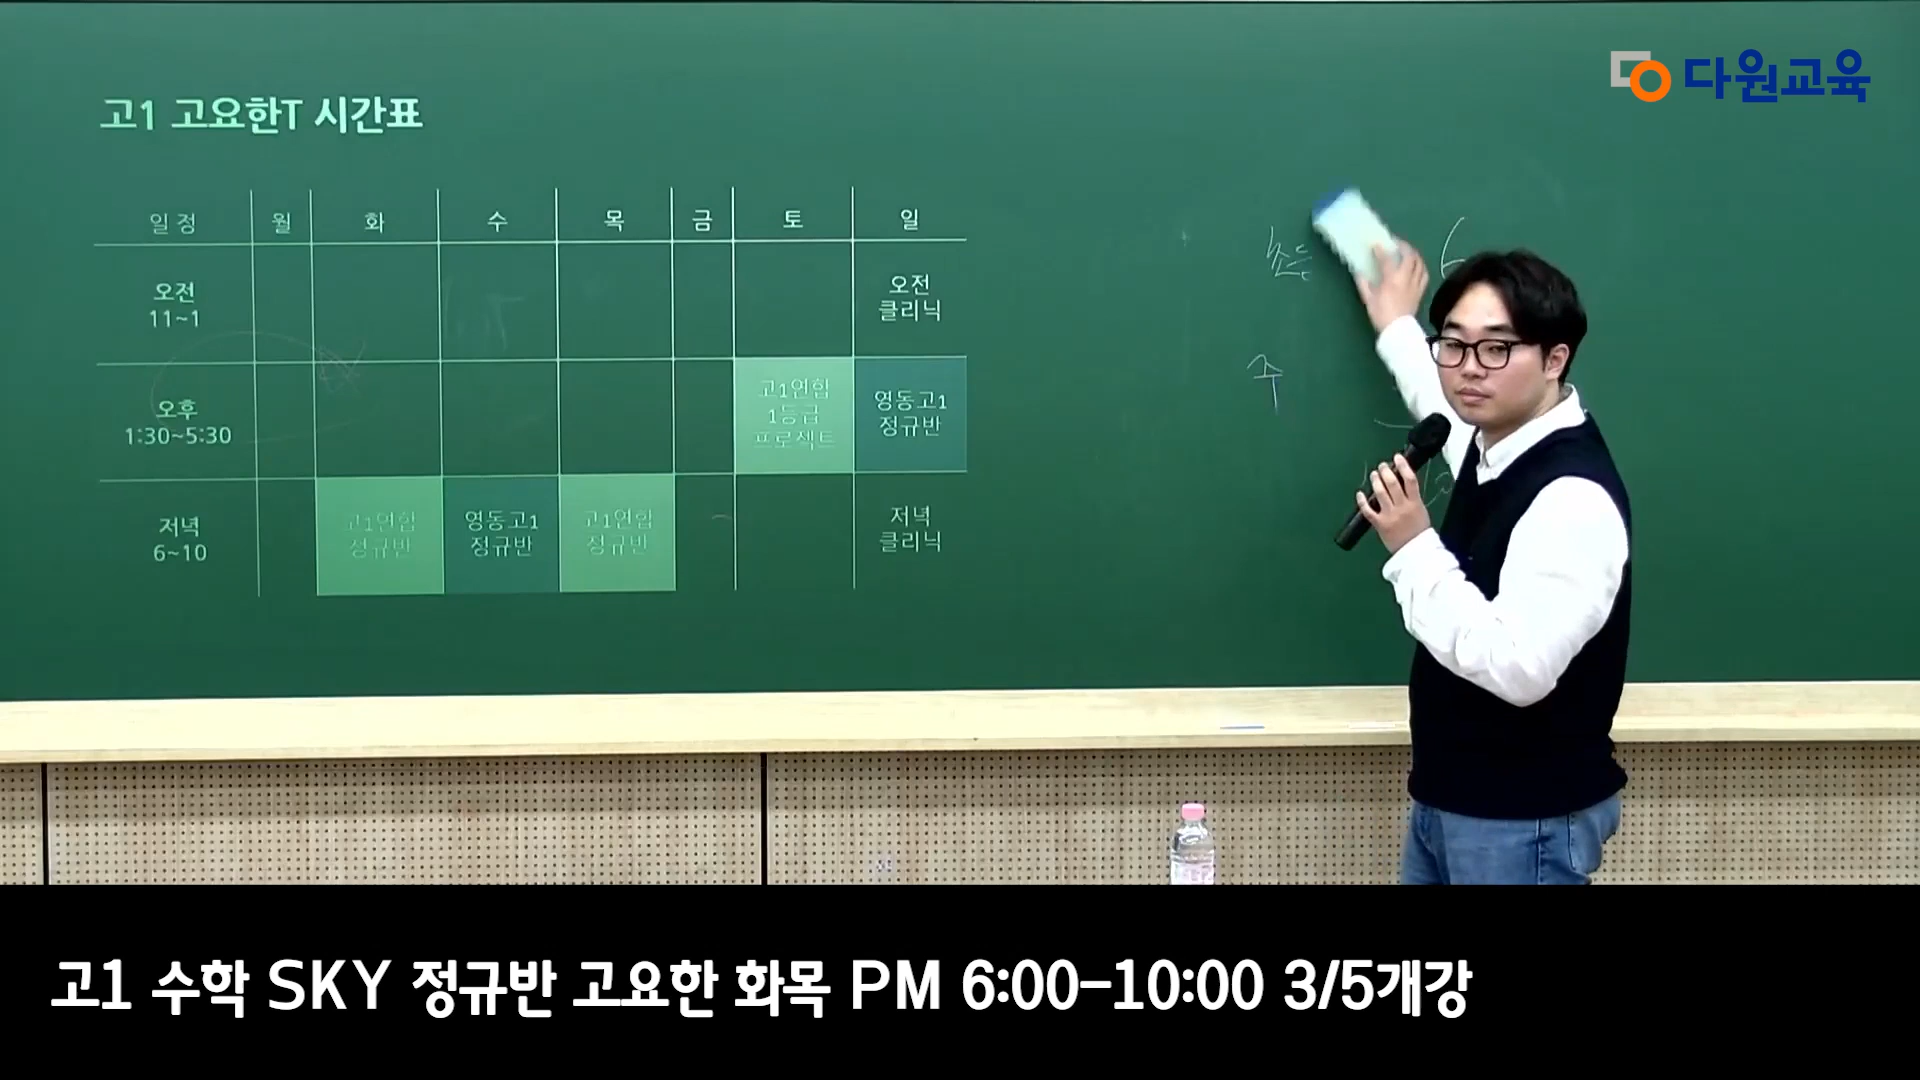 다원교육
고1 고요한T 시간표
일정 월 화 수 목 금 토 일
오전
11~1
오전
클리닉
오후
1:30~5:30
고1연합
1등급
프로젝트
영동고1
정규반
저녁
6~10
고1연합
정규반
영동고1
정규반
고1연합
정규반
저녁
클리닉
수
고1 수학 SKY 정규반 고요한 화목 PM 6:00-10:00 3/5개강